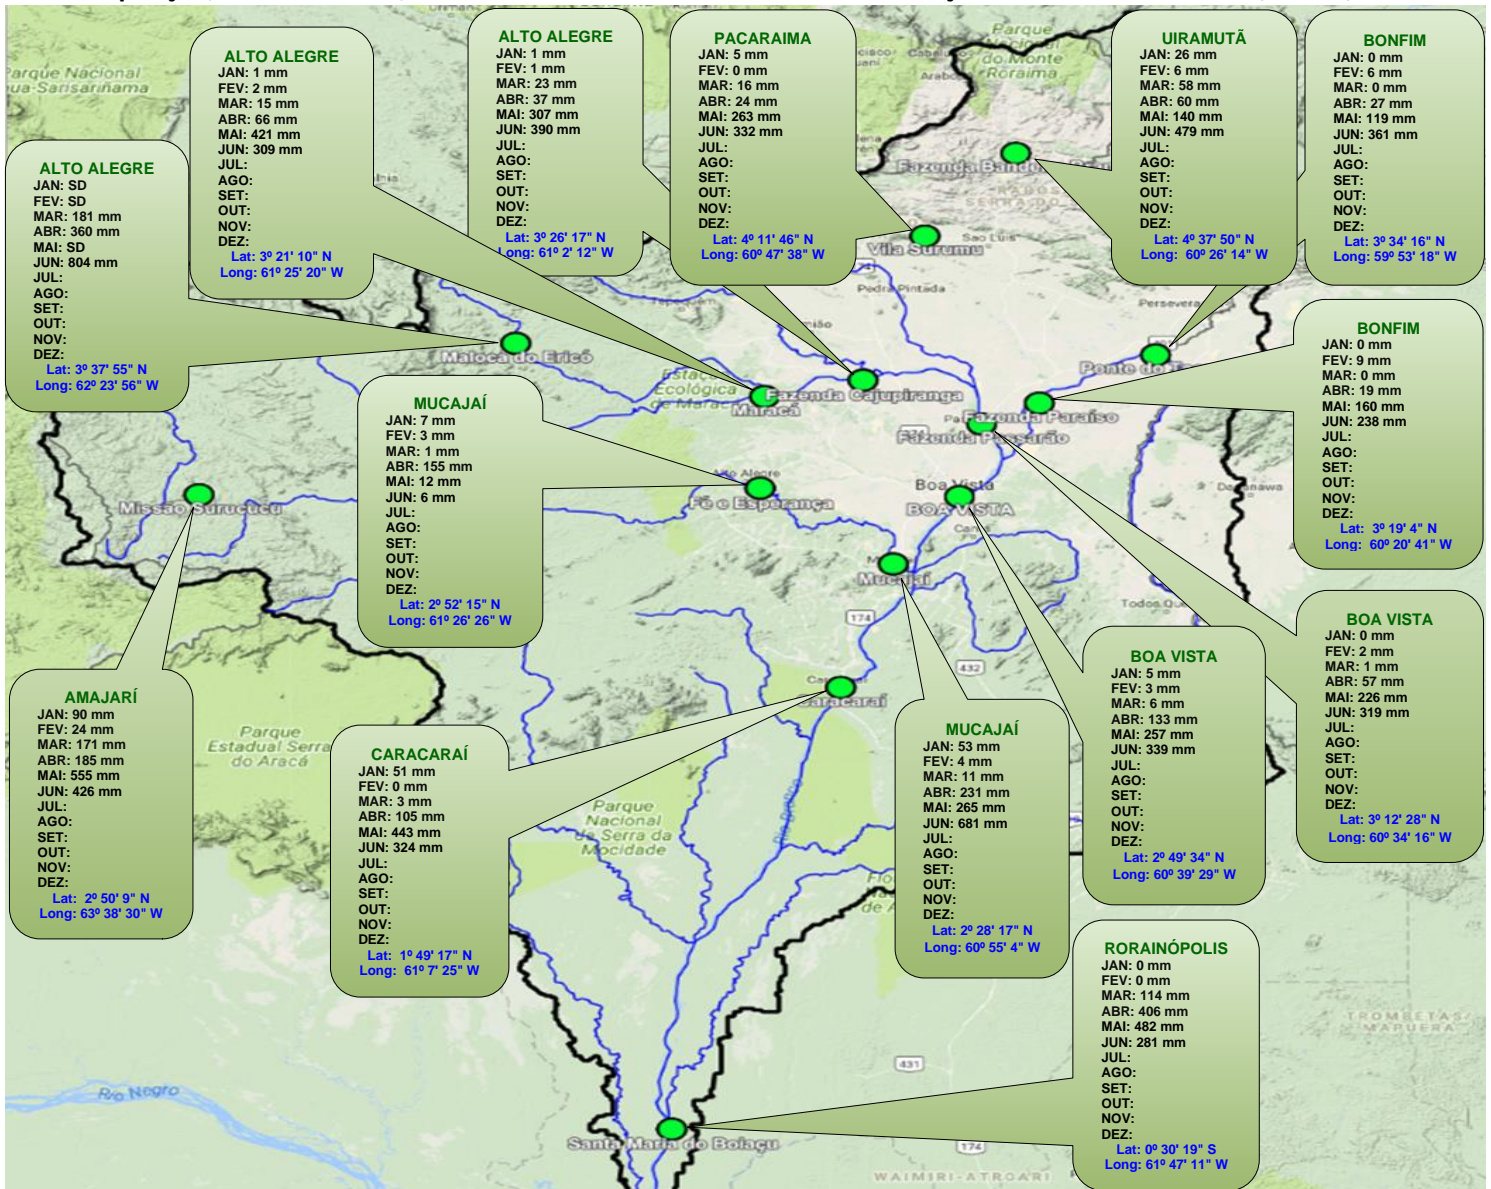 ALTO ALEGRE
JAN: SD
FEV: SD
MAR: 181 mm
ABR: 360 mm
MAI: SD
JUN: 804 mm
JUL:
AGO:
SET:
OUT:
NOV:
DEZ:
Lat: 3º 37' 55" N
Long: 62º 23' 56" W
ALTO ALEGRE
JAN: 1 mm
FEV: 2 mm
MAR: 15 mm
ABR: 66 mm
MAI: 421 mm
JUN: 309 mm
JUL:
AGO:
SET:
OUT:
NOV:
DEZ:
Lat: 3º 21' 10" N
Long: 61º 25' 20" W
ALTO ALEGRE
JAN: 1 mm
FEV: 1 mm
MAR: 23 mm
ABR: 37 mm
MAI: 307 mm
JUN: 390 mm
JUL:
AGO:
SET:
OUT:
NOV:
DEZ:
Lat: 3º 26' 17" N
Long: 61º 2' 12" W
PACARAIMA
JAN: 5 mm
FEV: 0 mm
MAR: 16 mm
ABR: 24 mm
MAI: 263 mm
JUN: 332 mm
JUL:
AGO:
SET:
OUT:
NOV:
DEZ:
Lat: 4º 11' 46" N
Long: 60º 47' 38" W
UIRAMUTÃ
JAN: 26 mm
FEV: 6 mm
MAR: 58 mm
ABR: 60 mm
MAI: 140 mm
JUN: 479 mm
JUL:
AGO:
SET:
OUT:
NOV:
DEZ:
Lat: 4º 37' 50" N
Long: 60º 26' 14" W
BONFIM
JAN: 0 mm
FEV: 6 mm
MAR: 0 mm
ABR: 27 mm
MAI: 119 mm
JUN: 361 mm
JUL:
AGO:
SET:
OUT:
NOV:
DEZ:
Lat: 3º 34' 16" N
Long: 59º 53' 18" W
BONFIM
JAN: 0 mm
FEV: 9 mm
MAR: 0 mm
ABR: 19 mm
MAI: 160 mm
JUN: 238 mm
JUL:
AGO:
SET:
OUT:
NOV:
DEZ:
Lat: 3º 19' 4" N
Long: 60º 20' 41" W
MUCAJAÍ
JAN: 7 mm
FEV: 3 mm
MAR: 1 mm
ABR: 155 mm
MAI: 12 mm
JUN: 6 mm
JUL:
AGO:
SET:
OUT:
NOV:
DEZ:
Lat: 2º 52' 15" N
Long: 61º 26' 26" W
AMAJARÍ
JAN: 90 mm
FEV: 24 mm
MAR: 171 mm
ABR: 185 mm
MAI: 555 mm
JUN: 426 mm
JUL:
AGO:
SET:
OUT:
NOV:
DEZ:
Lat: 2º 50' 9" N
Long: 63º 38' 30" W
CARACARAÍ
JAN: 51 mm
FEV: 0 mm
MAR: 3 mm
ABR: 105 mm
MAI: 443 mm
JUN: 324 mm
JUL:
AGO:
SET:
OUT:
NOV:
DEZ:
Lat: 1º 49' 17" N
Long: 61º 7' 25" W
MUCAJAÍ
JAN: 53 mm
FEV: 4 mm
MAR: 11 mm
ABR: 231 mm
MAI: 265 mm
JUN: 681 mm
JUL:
AGO:
SET:
OUT:
NOV:
DEZ:
Lat: 2º 28' 17" N
Long: 60º 55' 4" W
BOA VISTA
JAN: 5 mm
FEV: 3 mm
MAR: 6 mm
ABR: 133 mm
MAI: 257 mm
JUN: 339 mm
JUL:
AGO:
SET:
OUT:
NOV:
DEZ:
Lat: 2º 49' 34" N
Long: 60º 39' 29" W
BOA VISTA
JAN: 0 mm
FEV: 2 mm
MAR: 1 mm
ABR: 57 mm
MAI: 226 mm
JUN: 319 mm
JUL:
AGO:
SET:
OUT:
NOV:
DEZ:
Lat: 3º 12' 28" N
Long: 60º 34' 16" W
RORAINÓPOLIS
JAN: 0 mm
FEV: 0 mm
MAR: 114 mm
ABR: 406 mm
MAI: 482 mm
JUN: 281 mm
JUL:
AGO:
SET:
OUT:
NOV:
DEZ:
Lat: 0º 30' 19" S
Long: 61º 47' 11" W
Parque Nacional
Parque
Nacional
do Monte
Roraima
Fazenda
Vila Surumu
Sao Luis
Pedra Pintada
Maloca do Ericó
Ecológica
de Maracá
Maracá
Fazenda Cajupiranga
Ponte do
Fazenda Paraíso
Fazenda Passarão
Missão Surucucu
Alto Alegre
Fé e Esperança
Boa Vista
BOA VISTA
Mucajaí
174
432
Caracaraí
Parque
Estadual Serra
do Aracá
Parque
Nacional
da Serra da
Mocidade
Rio Branco
Rio Negro
431
174
Santa Maria do Boiaçu
TROMBETAS/
MAPUERA
WAIMIRI-ATROARI